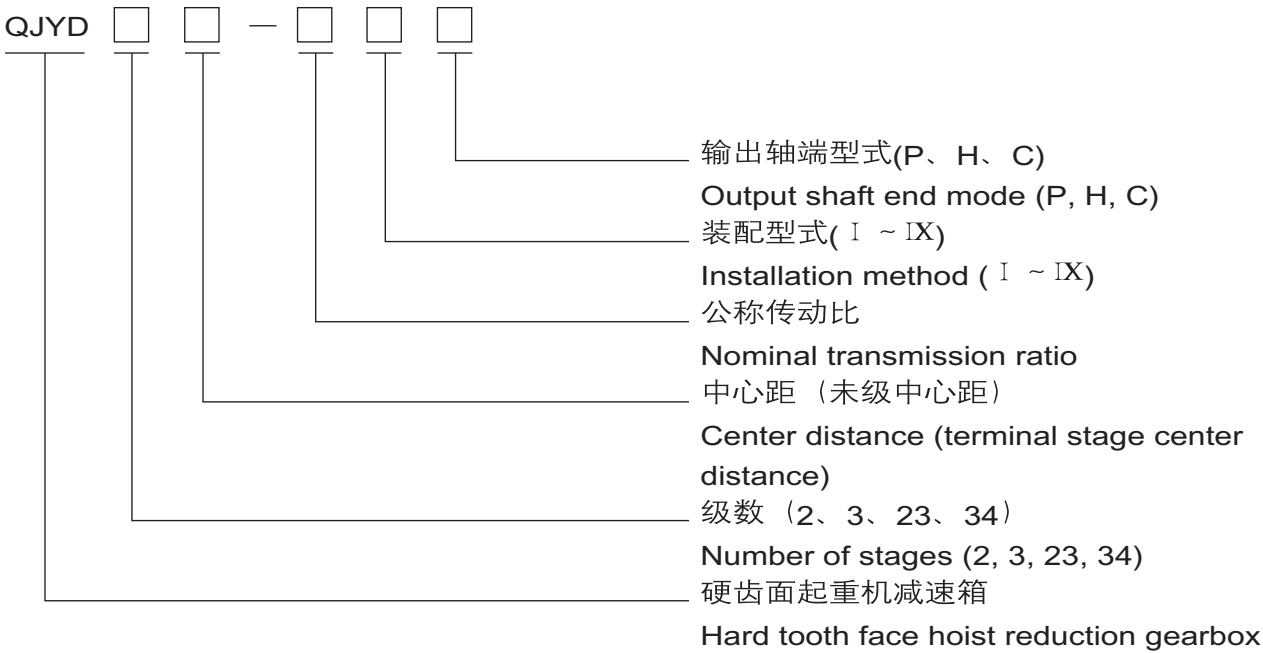 QJYD □ □ — □ □ □
输出轴端型式(P、H、C)
Output shaft end mode (P, H, C)
装配型式(Ⅰ ~ Ⅸ)
Installation method (Ⅰ ~ Ⅸ)
公称传动比
Nominal transmission ratio
中心距（未级中心距）
Center distance (terminal stage center
distance)
级数（2、3、23、34）
Number of stages (2, 3, 23, 34)
硬齿面起重机减速箱
Hard tooth face hoist reduction gearbox